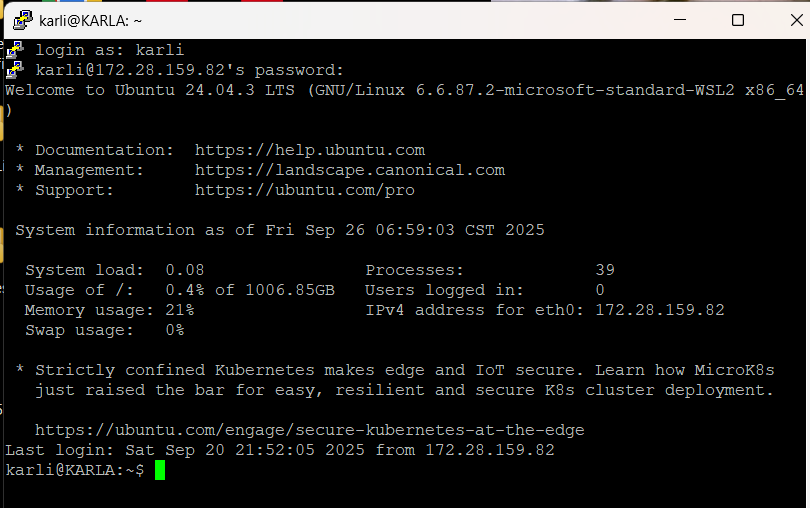 karli@KARLA: ~
login as: karli
karli@172.28.159.82's password:
Welcome to Ubuntu 24.04.3 LTS (GNU/Linux 6.6.87.2-microsoft-standard-WSL2 x86_64
)
* Documentation:  https://help.ubuntu.com
* Management:     https://landscape.canonical.com
* Support:        https://ubuntu.com/pro
System information as of Fri Sep 26 06:59:03 CST 2025
System load:  0.08                Processes:             39
Usage of /:   0.4% of 1006.85GB   Users logged in:       0
Memory usage: 21%                 IPv4 address for eth0: 172.28.159.82
Swap usage:   0%
* Strictly confined Kubernetes makes edge and IoT secure. Learn how MicroK8s
just raised the bar for easy, resilient and secure K8s cluster deployment.
https://ubuntu.com/engage/secure-kubernetes-at-the-edge
Last login: Sat Sep 20 21:52:05 2025 from 172.28.159.82
karli@KARLA:~$